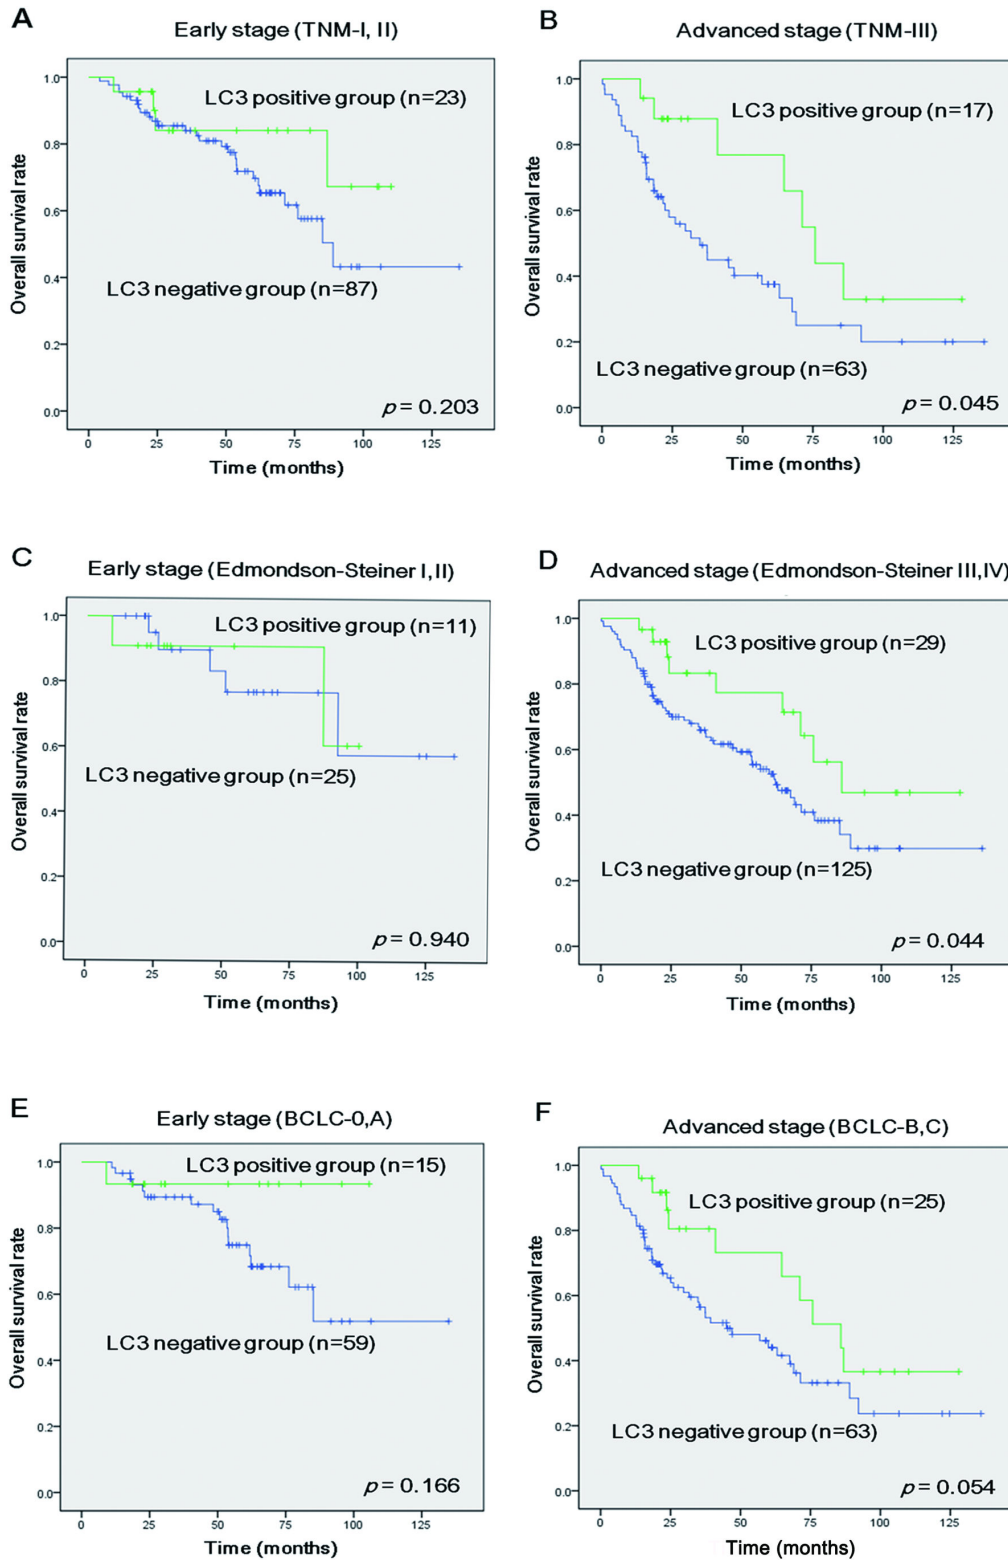 A
Early stage (TNM-I, II)
1.0
0.8
0.6
0.4
0.2
0.0
Overall survival rate
LC3 positive group (n=23)
LC3 negative group (n=87)
p = 0.203
0 25 50 75 100 125
Time (months)
B
Advanced stage (TNM-III)
1.0
0.8
0.6
0.4
0.2
0.0
Overall survival rate
LC3 positive group (n=17)
LC3 negative group (n=63)
p = 0.045
0 25 50 75 100 125
Time (months)
C
Early stage (Edmondson-Steiner I, II)
1.0
0.8
0.6
0.4
0.2
0.0
Overall survival rate
LC3 positive group (n=11)
LC3 negative group (n=25)
p = 0.940
0 25 50 75 100 125
Time (months)
D
Advanced stage (Edmondson-Steiner III,IV)
1.0
0.8
0.6
0.4
0.2
0.0
Overall survival rate
LC3 positive group (n=29)
LC3 negative group (n=125)
p = 0.044
0 25 50 75 100 125
Time (months)
E
Early stage (BCLC-0,A)
1.0
0.8
0.6
0.4
0.2
0.0
Overall survival rate
LC3 positive group (n=15)
LC3 negative group (n=59)
p = 0.166
0 25 50 75 100 125
Time (months)
F
Advanced stage (BCLC-B,C)
1.0
0.8
0.6
0.4
0.2
0.0
Overall survival rate
LC3 positive group (n=25)
LC3 negative group (n=63)
p = 0.054
0 25 50 75 100 125
Time (months)